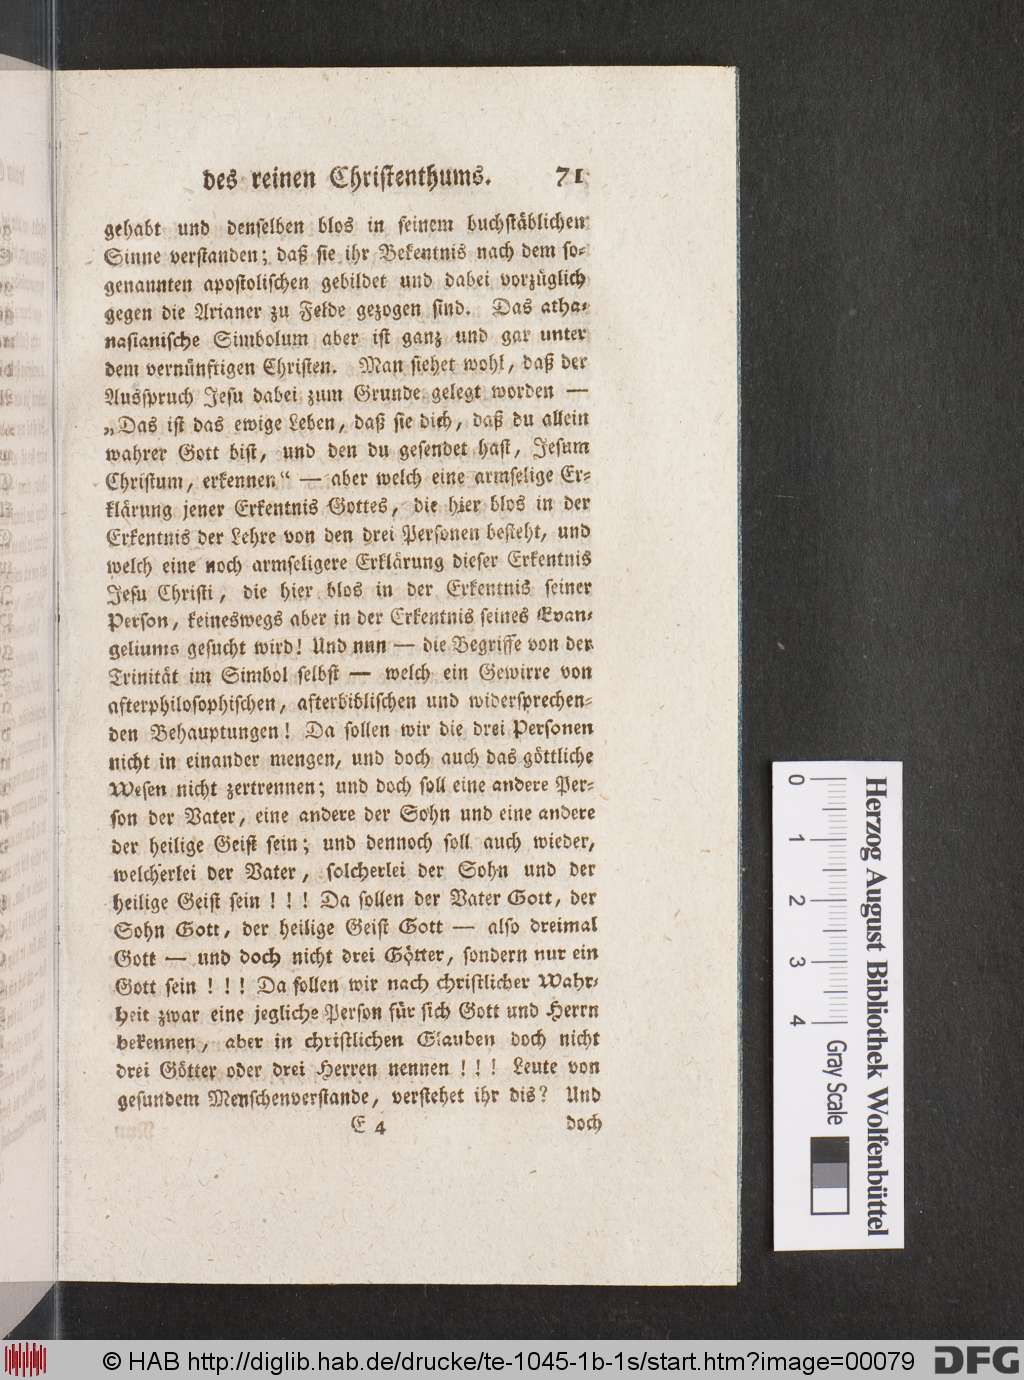 des reinen Christenthums. 71
gehabt und denselben blos in seinem buchstäblichen
Sinne verstanden; daß sie ihr Bekentnis nach dem so-
genannten apostolischen gebildet und dabei vorzüglich
gegen die Arianer zu Felde gezogen sind. Das atha-
nasianische Simbolum aber ist ganz und gar unter
dem vernünftigen Christen. Man siehet wohl, daß der
Ausspruch Jesu dabei zum Grunde gelegt worden —
„Das ist das ewige Leben, daß sie dich, daß du allein
wahrer Gott bist, und den du gesendet hast, Jesum
Christum, erkennen“ — aber welch eine armselige Er-
klärung jener Erkentnis Gottes, die hier blos in der
Erkentnis der Lehre von den drei Personen besteht, und
welch eine noch armseligere Erklärung dieser Erkentnis
Jesu Christi, die hier blos in der Erkentnis seiner
Person, keineswegs aber in der Erkentnis seines Evan-
geliums gesucht wird! Und nun — die Begriffe von der
Trinität im Simbol selbst — welch ein Gewirre von
afterphilosophischen, afterbiblischen und widersprechen-
den Behauptungen! Da sollen wir die drei Personen
nicht in einander mengen, und doch auch das göttliche
Wesen nicht zertrennen; und doch soll eine andere Per-
son der Vater, eine andere der Sohn und eine andere
der heilige Geist sein; und dennoch soll auch wieder,
welcherlei der Vater, solcherlei der Sohn und der
heilige Geist sein! ! ! Da sollen der Vater Gott, der
Sohn Gott, der heilige Geist Gott — also dreimal
Gott — und doch nicht drei Götter, sondern nur ein
Gott sein! ! ! Da sollen wir nach christlicher Wahr-
heit zwar eine jegliche Person für sich Gott und Herrn
bekennen, aber in christlichen Glauben doch nicht
drei Götter oder drei Herren nennen! ! ! Leute von
gesundem Menschenverstande, verstehet ihr dis? Und
E 4 doch
0 1 2 3 4 Gray Scale
Herzog August Bibliothek Wolfenbüttel
© HAB http://diglib.hab.de/drucke/te-1045-1b-1s/start.htm?image=00079 DFG